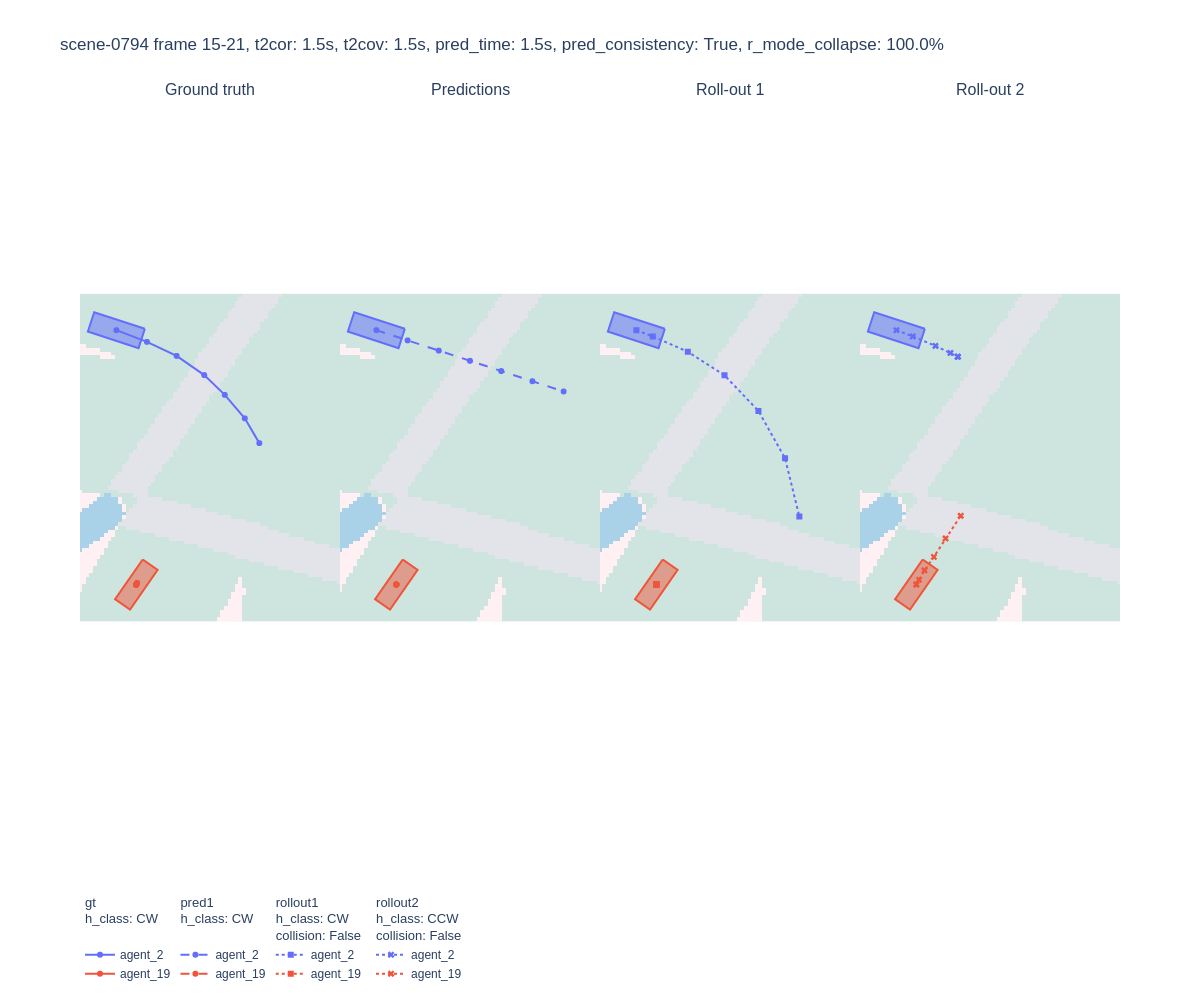 scene-0794 frame 15-21, t2cor: 1.5s, t2cov: 1.5s, pred_time: 1.5s, pred_consistency: True, r_mode_collapse: 100.0%
Ground truth
Predictions
Roll-out 1
Roll-out 2
gt
h_class: CW
agent_2
agent_19
pred1
h_class: CW
agent_2
agent_19
rollout1
h_class: CW
collision: False
agent_2
agent_19
rollout2
h_class: CCW
collision: False
agent_2
agent_19